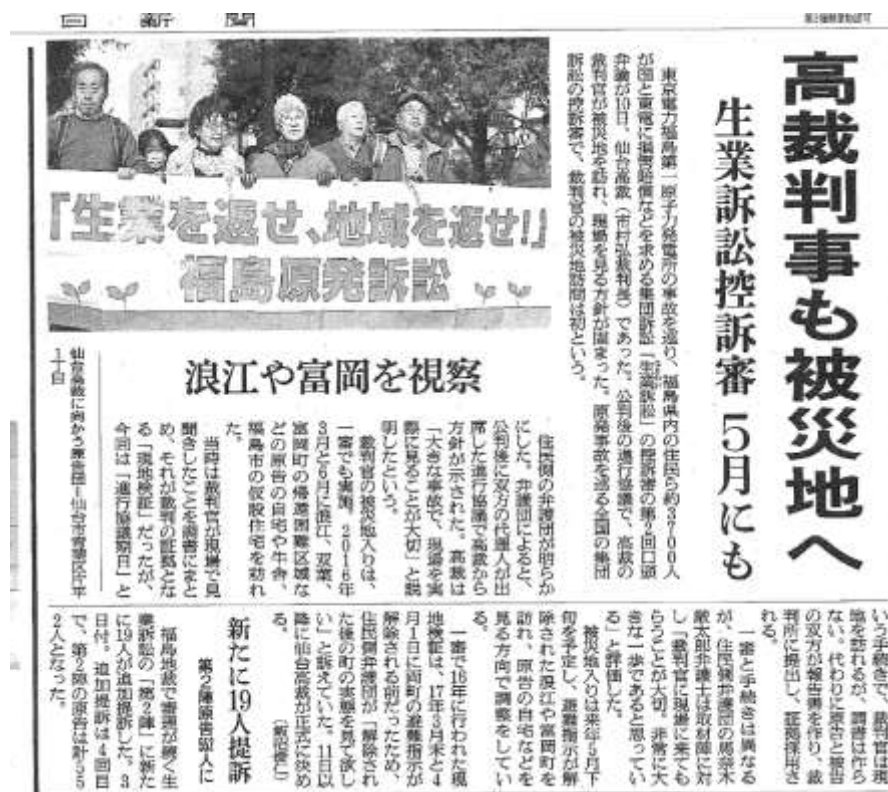 日新聞
第3種郵便物認可
高裁判事も被災地へ
生業訴訟控訴審 5月にも
浪江や富岡を視察
東京電力福島第一原子力発電所の事故を巡り、福島県内の住民ら約3700人
が国と東電に損害賠償などを求める集団訴訟「生業訴訟」の控訴審の第2回口頭
弁論が10日、仙台高裁(市村弘裁判長)であった。公判後の進行協議で、高裁の
裁判官が被災地を訪れ、現場を見る方針が固まった。原発事故を巡る全国の集団
訴訟の控訴審で、裁判官の被災地訪問は初という。
「生業を返せ、地域を返せ!」
福島原発訴訟
仙台高裁に向かう原告団=仙台市青葉区片平
1丁目
住民側の弁護団が明らか
にした。弁護団によると、
公判後に双方の代理人が出
席した進行協議で高裁から
方針が示された。高裁は
「大きな事故で、現場を実
際に見ることが大切」と説
明したという。
裁判官の被災地入りは、
一審でも実施。2016年
3月と6月に浪江、双葉、
富岡町の帰還困難区域な
どの原告の自宅や牛舎、
福島市の仮設住宅を訪れ
た。
当時は裁判官が現場で見
聞きしたことを調書にまと
め、それが裁判の証拠とな
る「現地検証」だったが、
今回は「進行協議期日」と
いう手続きで、裁判官は現
地を訪れるが、調書は作ら
ない。代わりに原告と被告
の双方が報告書を作り、裁
判所に提出し、証拠採用さ
れる。
一審と手続きは異なる
が、住民側弁護団の馬奈木
厳太郎弁護士は取材陣に対
し「裁判官に現場に来ても
らうことが大切。非常に大
きな一歩であると思ってい
る」と評価した。
被災地入りは来年5月下
旬を予定し、避難指示が解
除された浪江や富岡町を
訪れ、原告の自宅などを
見る方向で調整をしてい
る。
一審で16年に行われた現
地検証は、17年3月末と4
月1日に両町の避難指示が
解除される前だったため、
住民側弁護団が「解除され
た後の町の実態を見て欲し
い」と訴えていた。11日以
降に仙台高裁が正式に決め
る。
新たに19人提訴
第2陣原告552人に
福島地裁で審理が続く生
業訴訟の「第2陣」に新た
に19人が追加提訴した。3
日付。追加提訴は4回目
で、第2陣の原告は計55
2人となった。